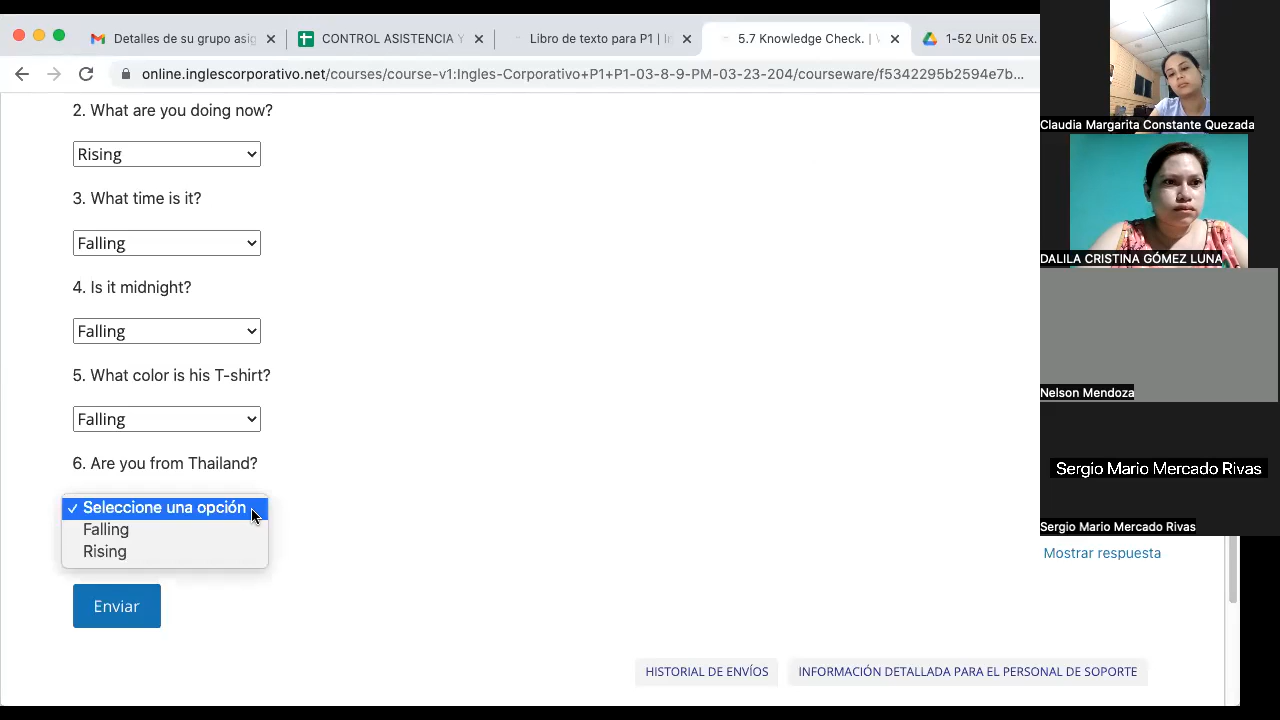 Detalles de su grupo asig
CONTROL ASISTENCIA Y
Libro de texto para P1 | In
5.7 Knowledge Check. | V
1-52 Unit 05 Ex.
online.inglescorporativo.net/courses/course-v1:Ingles-Corporativo+P1+P1-03-8-9-PM-03-23-204/courseware/f5342295b2594e7b...
2. What are you doing now?
Rising
3. What time is it?
Falling
4. Is it midnight?
Falling
5. What color is his T-shirt?
Falling
6. Are you from Thailand?
✓ Seleccione una opción
Falling
Rising
Mostrar respuesta
Enviar
HISTORIAL DE ENVÍOS
INFORMACIÓN DETALLADA PARA EL PERSONAL DE SOPORTE
Claudia Margarita Constante Quezada
DALILA CRISTINA GÓMEZ LUNA
Nelson Mendoza
Sergio Mario Mercado Rivas
Sergio Mario Mercado Rivas